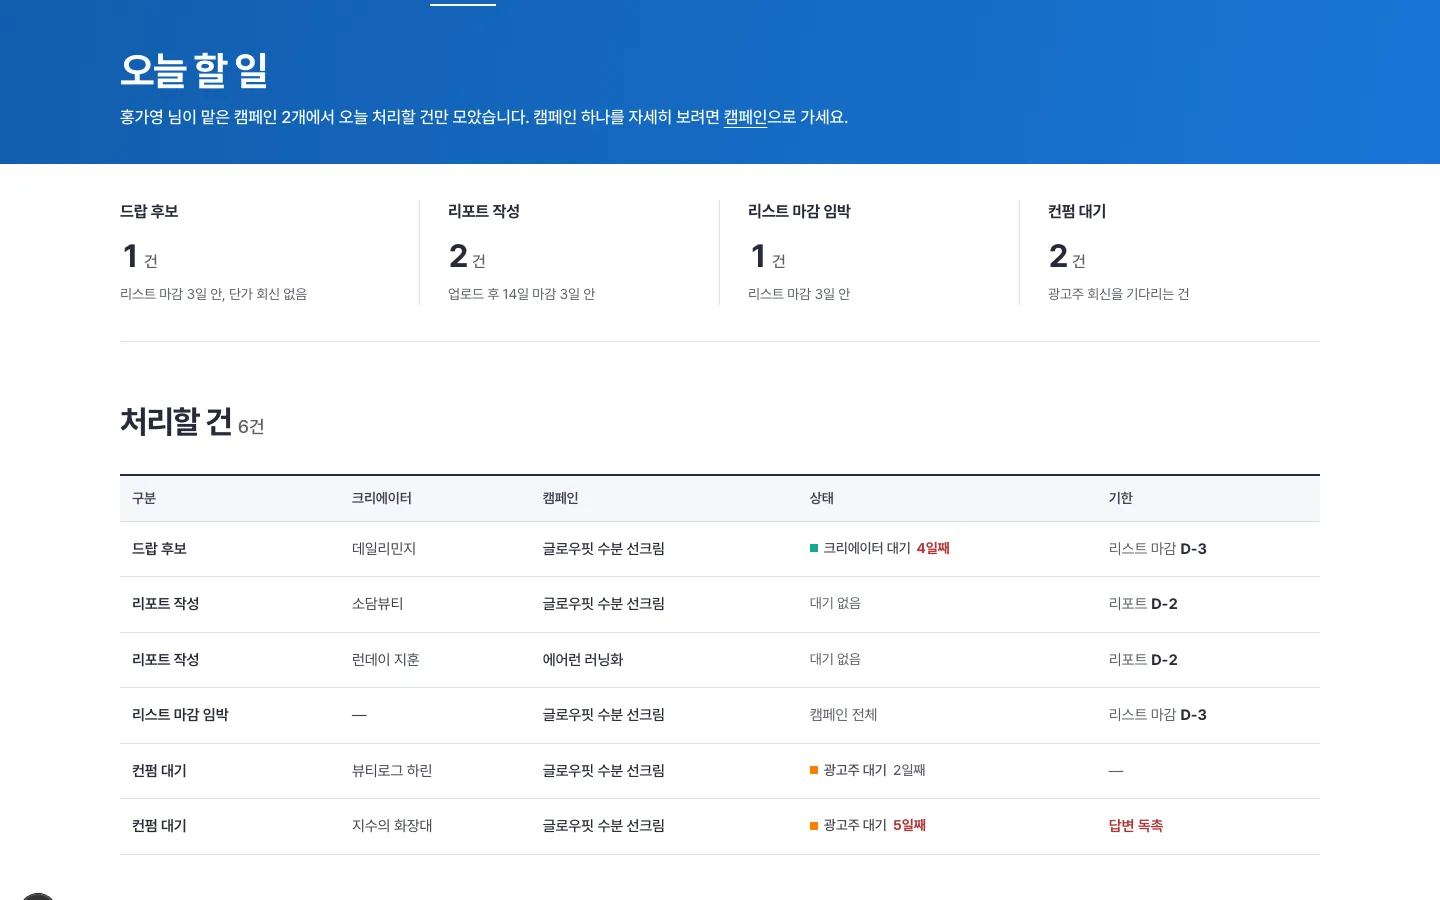 오늘 할 일
홍가영 님이 맡은 캠페인 2개에서 오늘 처리할 건만 모았습니다. 캠페인 하나를 자세히 보려면 캠페인으로 가세요.
드랍 후보
1 건
리스트 마감 3일 안, 단가 회신 없음
리포트 작성
2 건
업로드 후 14일 마감 3일 안
리스트 마감 임박
1 건
리스트 마감 3일 안
컨펌 대기
2 건
광고주 회신을 기다리는 건
처리할 건 6건
구분 크리에이터 캠페인 상태 기한
드랍 후보 데일리민지 글로우핏 수분 선크림 크리에이터 대기 4일째 리스트 마감 D-3
리포트 작성 소담뷰티 글로우핏 수분 선크림 대기 없음 리포트 D-2
리포트 작성 런데이 지훈 에어런 러닝화 대기 없음 리포트 D-2
리스트 마감 임박 — 글로우핏 수분 선크림 캠페인 전체 리스트 마감 D-3
컨펌 대기 뷰티로그 하린 글로우핏 수분 선크림 광고주 대기 2일째 —
컨펌 대기 지수의 화장대 글로우핏 수분 선크림 광고주 대기 5일째 답변 독촉